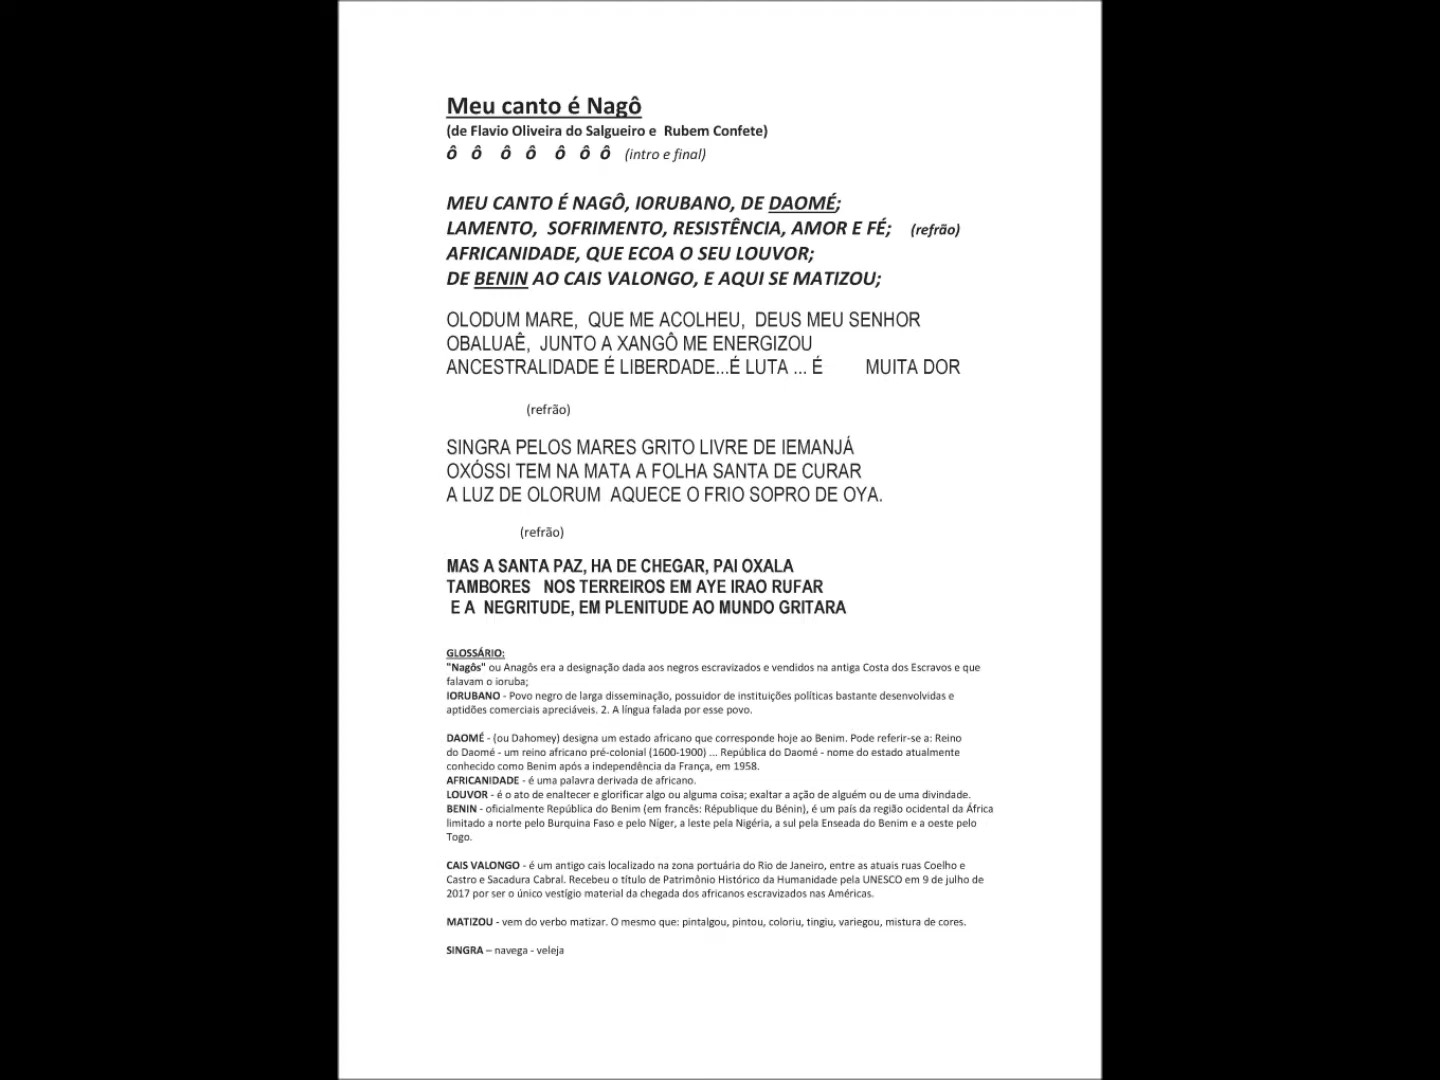 Meu canto é Nagô
(de Flavio Oliveira do Salgueiro e  Rubem Confete)
ô   ô   ô   ô   ô   ô  ô   (intro e final)
MEU CANTO É NAGÔ, IORUBANO, DE DAOMÉ;
LAMENTO,  SOFRIMENTO, RESISTÊNCIA, AMOR E FÉ;   (refrão)
AFRICANIDADE, QUE ECOA O SEU LOUVOR;
DE BENIN AO CAIS VALONGO, E AQUI SE MATIZOU;
OLODUM MARE,  QUE ME ACOLHEU,  DEUS MEU SENHOR
OBALUAÊ,  JUNTO A XANGÔ ME ENERGIZOU
ANCESTRALIDADE É LIBERDADE...É LUTA ... É        MUITA DOR
(refrão)
SINGRA PELOS MARES GRITO LIVRE DE IEMANJÁ
OXÓSSI TEM NA MATA A FOLHA SANTA DE CURAR
A LUZ DE OLORUM  AQUECE O FRIO SOPRO DE OYA.
(refrão)
MAS A SANTA PAZ, HA DE CHEGAR, PAI OXALA
TAMBORES   NOS TERREIROS EM AYE IRAO RUFAR
E A  NEGRITUDE, EM PLENITUDE AO MUNDO GRITARA
GLOSSÁRIO:
"Nagôs" ou Anagôs era a designação dada aos negros escravizados e vendidos na antiga Costa dos Escravos e que
falavam o ioruba;
IORUBANO - Povo negro de larga disseminação, possuidor de instituições políticas bastante desenvolvidas e
aptidões comerciais apreciáveis. 2. A língua falada por esse povo.
DAOMÉ - (ou Dahomey) designa um estado africano que corresponde hoje ao Benim. Pode referir-se a: Reino
do Daomé - um reino africano pré-colonial (1600-1900) ... República do Daomé - nome do estado atualmente
conhecido como Benim após a independência da França, em 1958.
AFRICANIDADE - é uma palavra derivada de africano.
LOUVOR - é o ato de enaltecer e glorificar algo ou alguma coisa; exaltar a ação de alguém ou de uma divindade.
BENIN - oficialmente República do Benim (em francês: République du Bénin), é um país da região ocidental da África
limitado a norte pelo Burquina Faso e pelo Níger, a leste pela Nigéria, a sul pela Enseada do Benim e a oeste pelo
Togo.
CAIS VALONGO - é um antigo cais localizado na zona portuária do Rio de Janeiro, entre as atuais ruas Coelho e
Castro e Sacadura Cabral. Recebeu o título de Patrimônio Histórico da Humanidade pela UNESCO em 9 de julho de
2017 por ser o único vestígio material da chegada dos africanos escravizados nas Américas.
MATIZOU - vem do verbo matizar. O mesmo que: pintalgou, pintou, coloriu, tingiu, variegou, mistura de cores.
SINGRA – navega - veleja